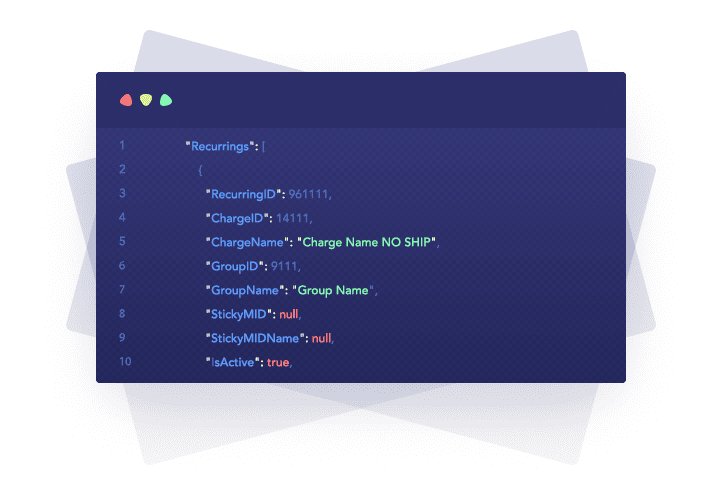 1 "Recurrings": [
2 {
3 "RecurringID": 961111,
4 "ChargeID": 14111,
5 "ChargeName": "Charge Name NO SHIP",
6 "GroupID": 9111,
7 "GroupName": "Group Name",
8 "StickyMID": null,
9 "StickyMIDName": null,
10 "IsActive": true,